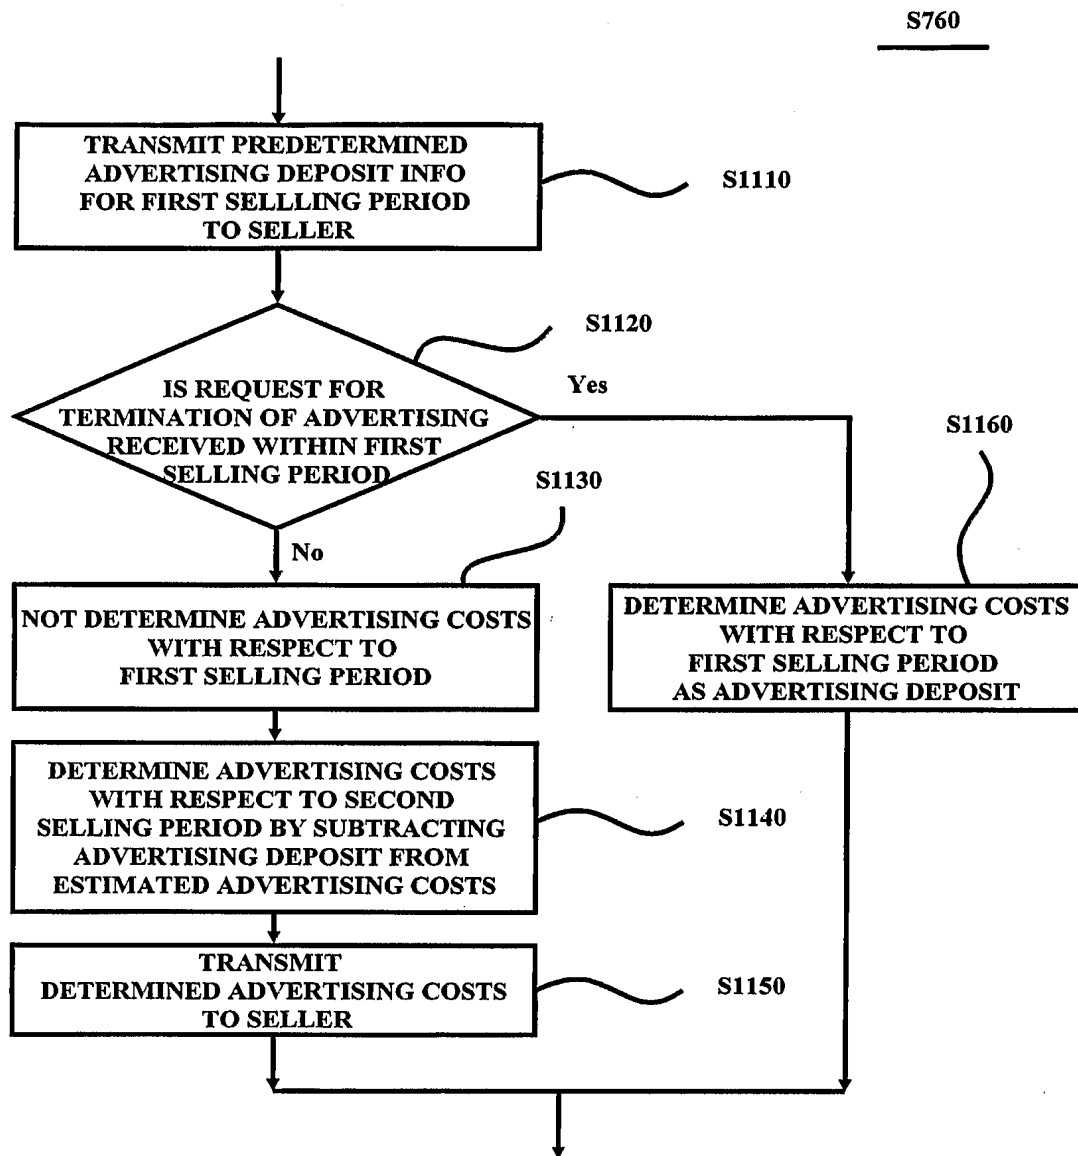 S760
TRANSMIT PREDETERMINED
ADVERTISING DEPOSIT INFO
FOR FIRST SELLLING PERIOD
TO SELLER
S1110
S1120
IS REQUEST FOR
TERMINATION OF ADVERTISING
RECEIVED WITHIN FIRST
SELLING PERIOD
Yes
S1160
S1130
No
NOT DETERMINE ADVERTISING COSTS
WITH RESPECT TO
FIRST SELLING PERIOD
DETERMINE ADVERTISING COSTS
WITH RESPECT TO
FIRST SELLING PERIOD
AS ADVERTISING DEPOSIT
DETERMINE ADVERTISING COSTS
WITH RESPECT TO SECOND
SELLING PERIOD BY SUBTRACTING
ADVERTISING DEPOSIT FROM
ESTIMATED ADVERTISING COSTS
S1140
TRANSMIT
DETERMINED ADVERTISING COSTS
TO SELLER
S1150